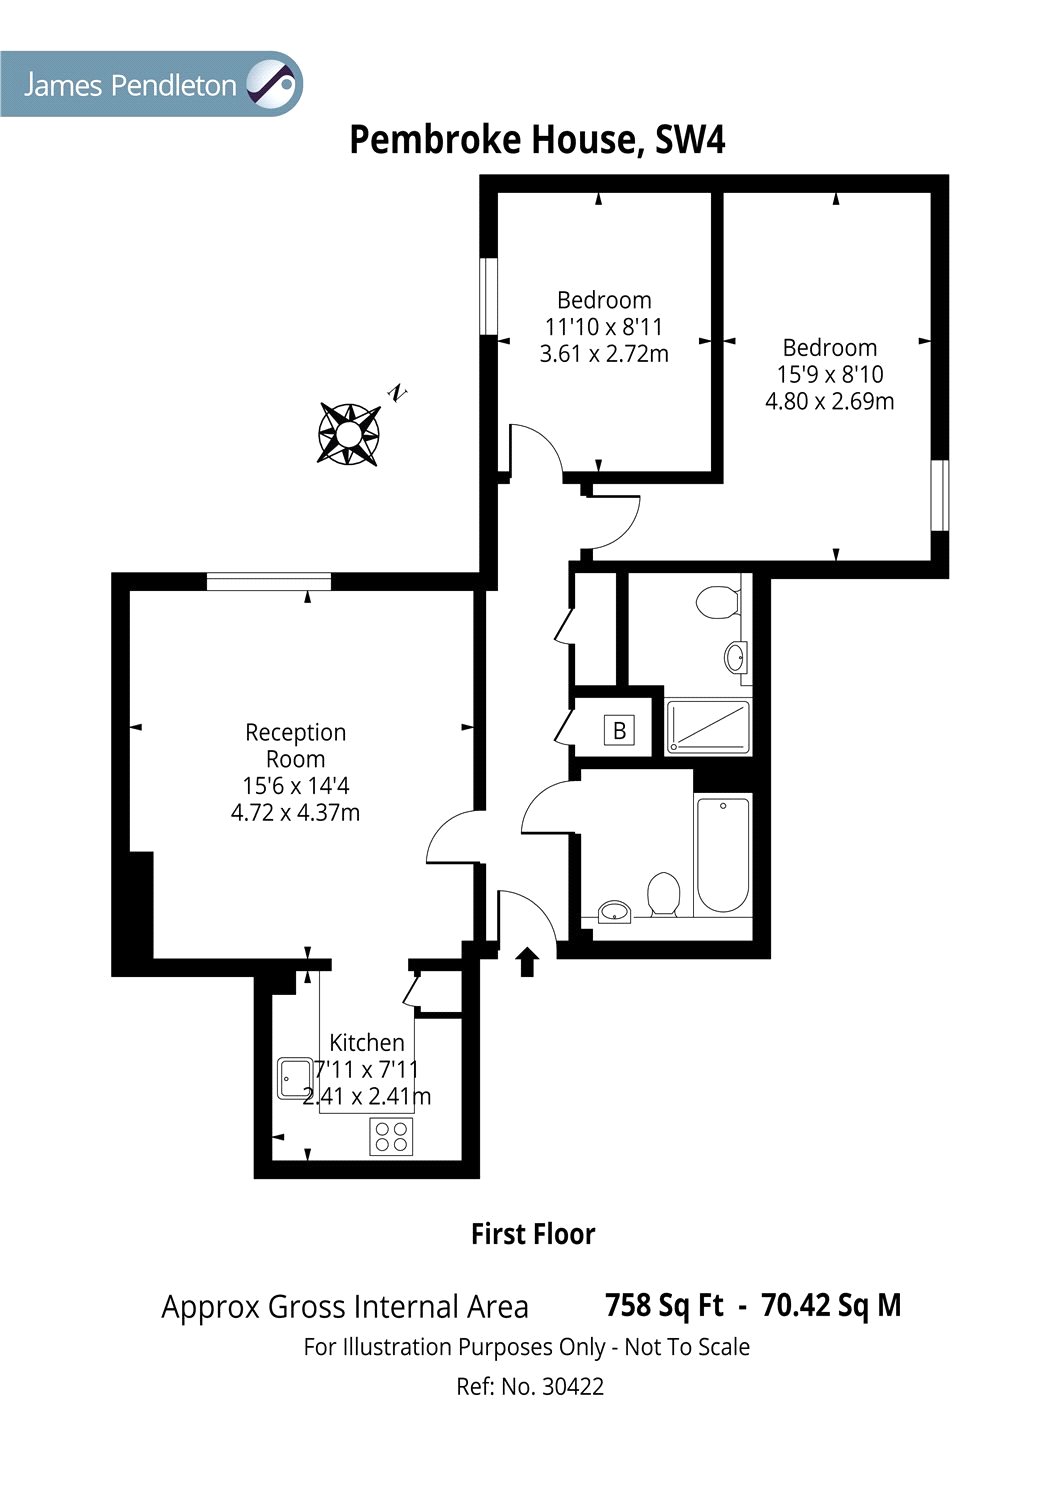 James Pendleton
Pembroke House, SW4
Bedroom
11'10 x 8'11
3.61 x 2.72m
Bedroom
15'9 x 8'10
4.80 x 2.69m
N
B
Reception
Room
15'6 x 14'4
4.72 x 4.37m
Kitchen
7'11 x 7'11
2.41 x 2.41m
First Floor
Approx Gross Internal Area 758 Sq Ft - 70.42 Sq M
For Illustration Purposes Only - Not To Scale
Ref: No. 30422